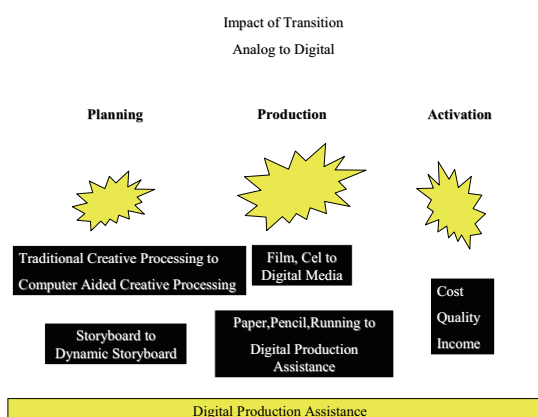 Impact of Transition
Analog to Digital
Planning
Production
Activation
Traditional Creative Processing to
Computer Aided Creative Processing
Storyboard to
Dynamic Storyboard
Film, Cel to
Digital Media
Paper,Pencil,Running to
Digital Production
Assistance
Cost
Quality
Income
Digital Production Assistance